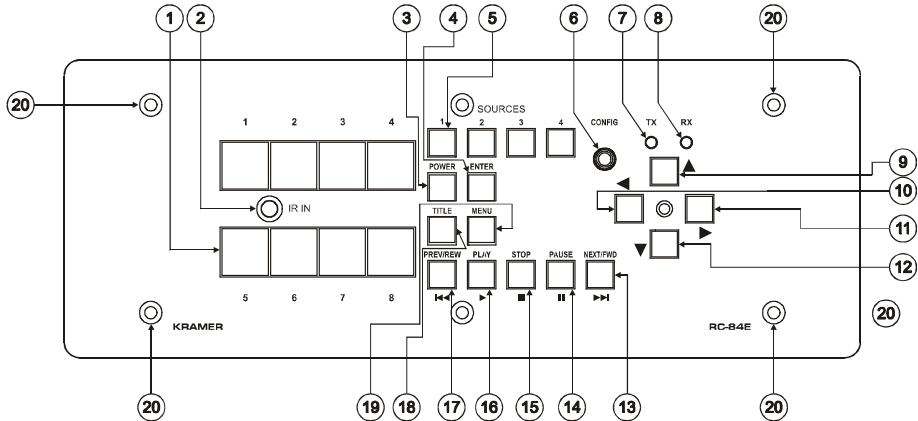 1 2 3 4 5 6 7 8 20
20
SOURCES
1 2 3 4
1 2 3 4
CONFIG TX RX
POWER ENTER
9
10
IR IN
TITLE MENU
11
1
PREV/REW PLAY STOP PAUSE NEXT/FWD
12
5 6 7 8
KRAMER
RC-84E
20
20 19 18 17 16 15 14 13 20